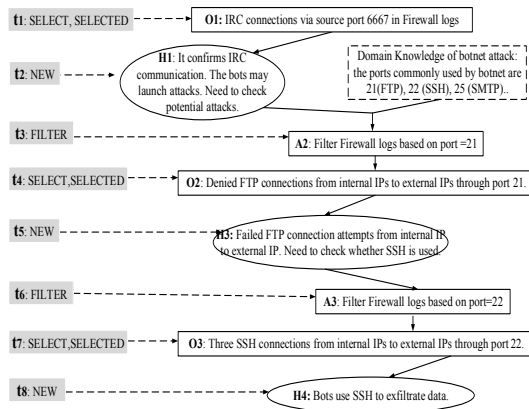 t1: SELECT, SELECTED
O1: IRC connections via source port 6667 in Firewall logs
t2: NEW
H1: It confirms IRC
communication. The bots may
launch attacks. Need to check
potential attacks.
Domain Knowledge of botnet attack:
the ports commonly used by botnet are
21(FTP), 22 (SSH), 25 (SMTP)..
t3: FILTER
A2: Filter Firewall logs based on port =21
t4: SELECT,SELECTED
O2: Denied FTP connections from internal IPs to external IPs through port 21.
t5: NEW
H3: Failed FTP connection attempts from internal IP
to external IP. Need to check whether SSH is used.
t6: FILTER
A3: Filter Firewall logs based on port=22
t7: SELECT,SELECTED
O3: Three SSH connections from internal IPs to external IPs through port 22.
t8: NEW
H4: Bots use SSH to exfiltrate data.